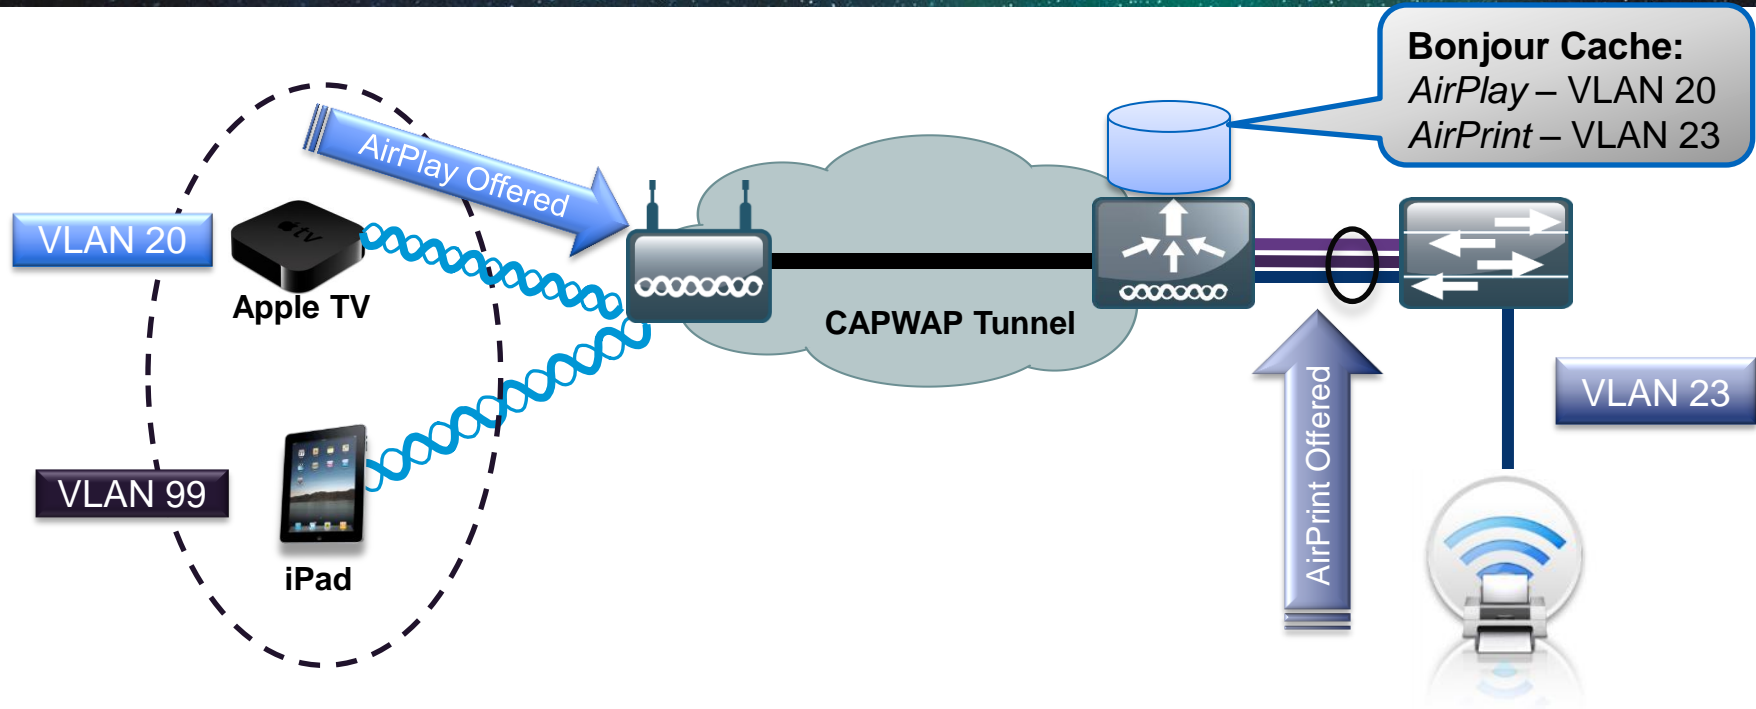 Bonjour Cache:
AirPlay – VLAN 20
AirPrint – VLAN 23
AirPlay Offered
VLAN 20
tv
Apple TV
CAPWAP Tunnel
AirPrint Offered
VLAN 23
VLAN 99
iPad